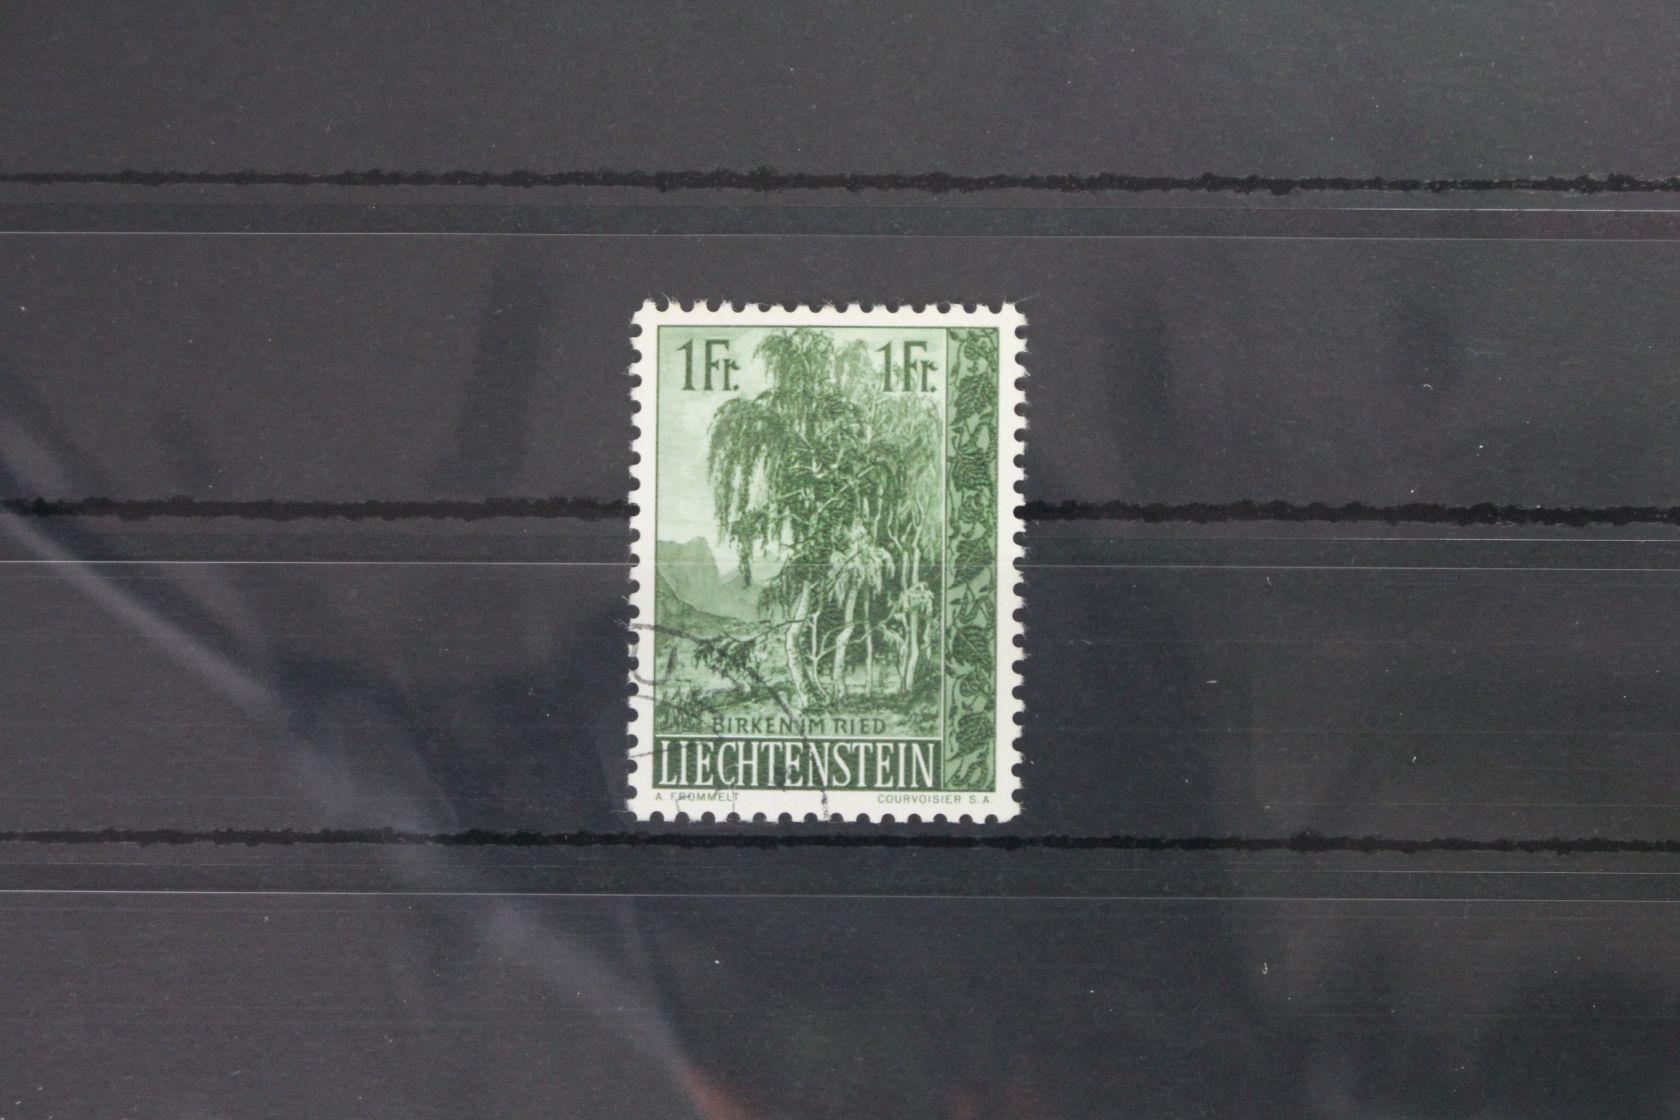 1Fr. 1Fr.
BIRKEN IM RIED
LIECHTENSTEIN
A. FROMMELT COURVOISIER S.A.